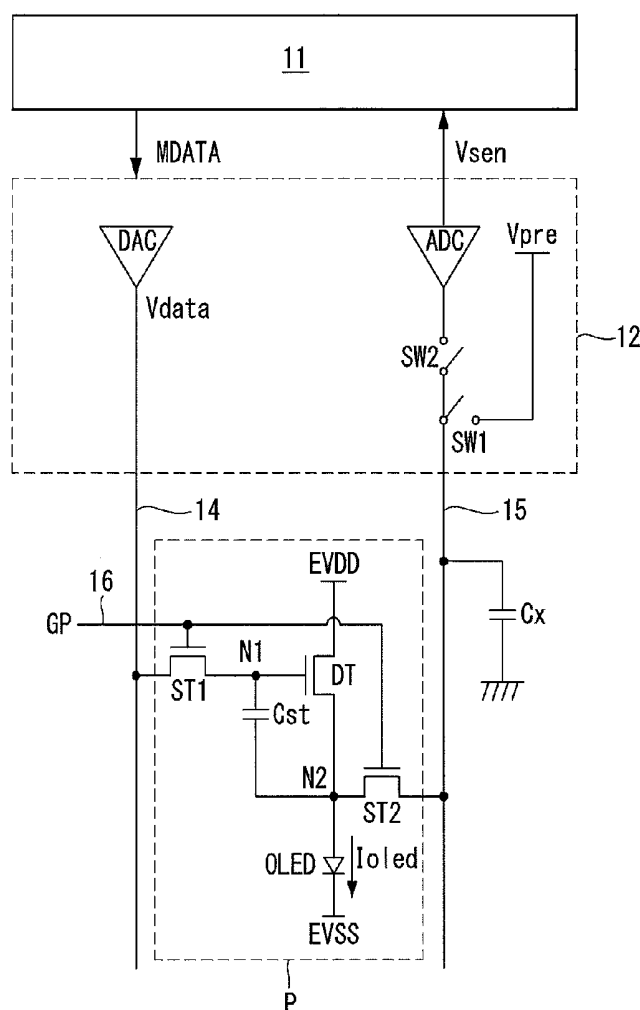 11
MDATA
Vsen
DAC
ADC
Vpre
Vdata
SW2
12
SW1
14
15
EVDD
16
GP
Cx
N1
DT
ST1
Cst
N2
ST2
OLED
Ioled
EVSS
P